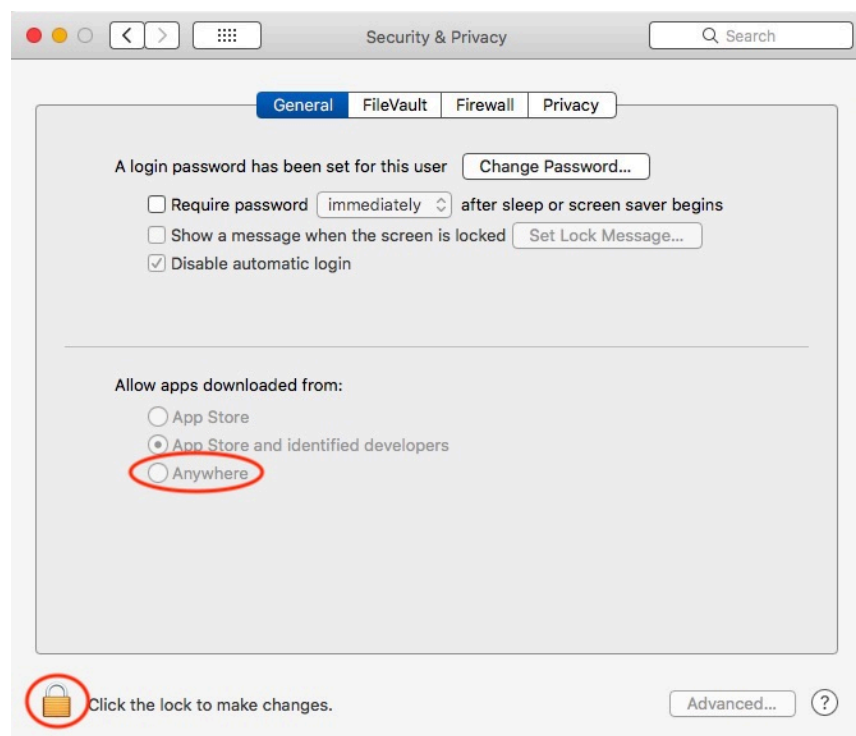 Security & Privacy
Search
General FileVault Firewall Privacy
A login password has been set for this user Change Password...
Require password immediately after sleep or screen saver begins
Show a message when the screen is locked Set Lock Message...
Disable automatic login
Allow apps downloaded from:
App Store
App Store and identified developers
Anywhere
Click the lock to make changes.
Advanced... ?